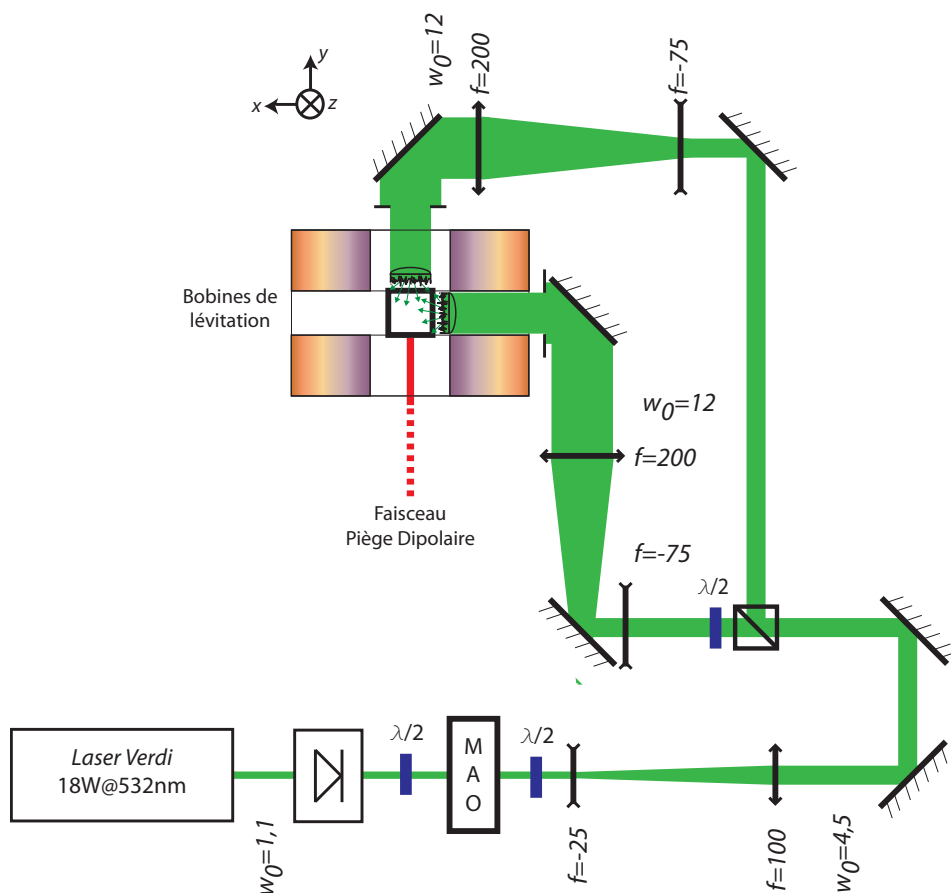 y
x
z
w0=12
f=200
f=-75
Bobines de
lévitation
w0=12
f=200
Faisceau
Piège Dipolaire
f=-75
λ/2
Laser Verdi
18W@532nm
w0=1,1
λ/2
M
A
O
λ/2
f=-25
f=100
w0=4,5